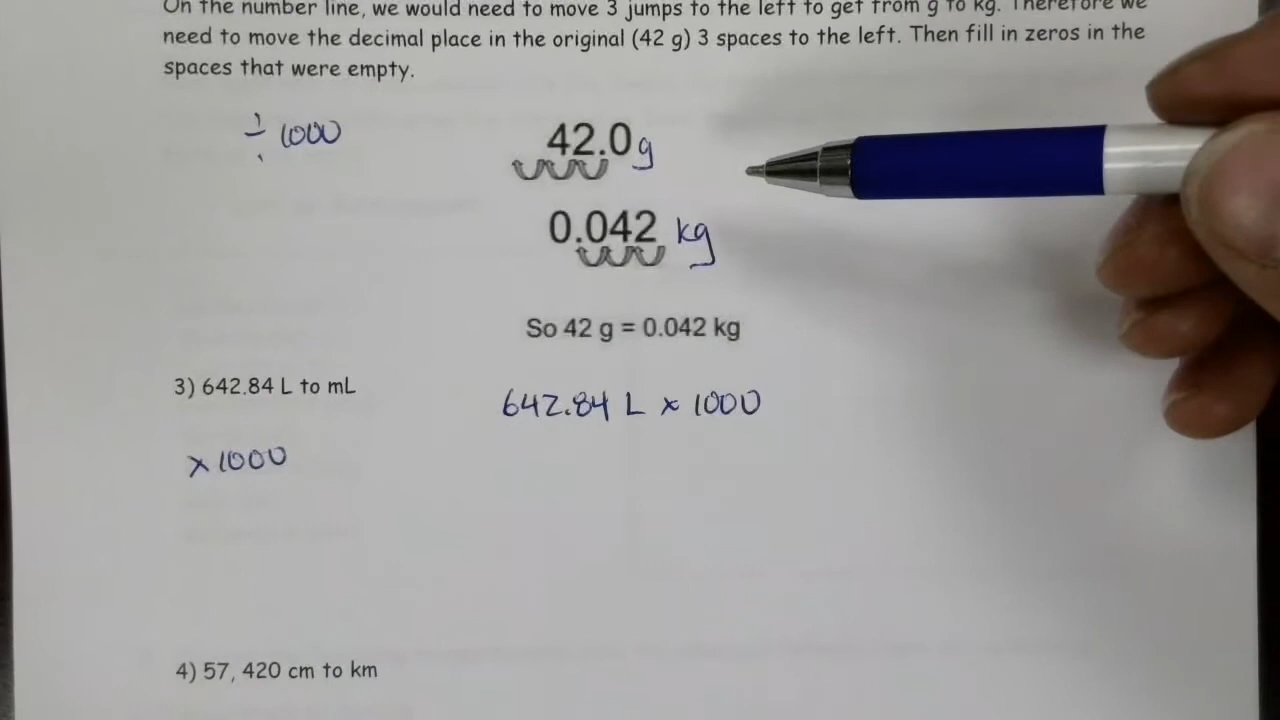 On the number line, we would need to move 3 jumps to the left to get from g to kg. Therefore we
need to move the decimal place in the original (42 g) 3 spaces to the left. Then fill in zeros in the
spaces that were empty.
÷ 1000
42.0 g
0.042 kg
So 42 g = 0.042 kg
3) 642.84 L to mL
642.84 L x 1000
x 1000
4) 57, 420 cm to km